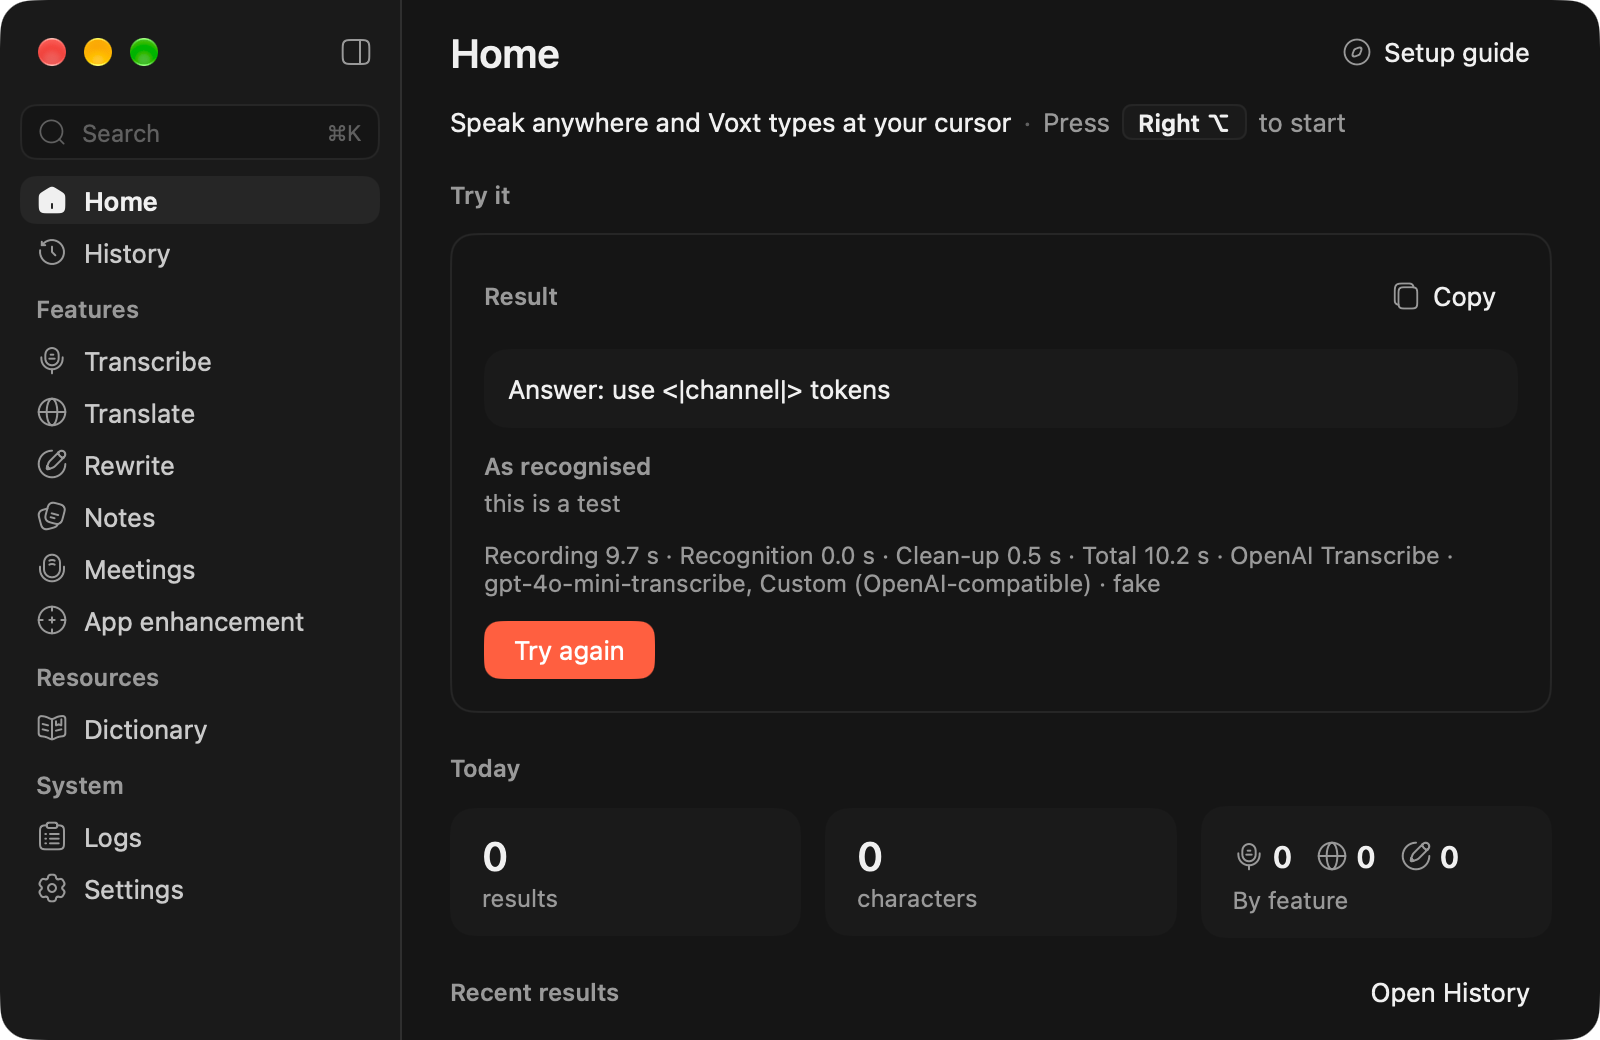 Search ⌘K
Home
History
Features
Transcribe
Translate
Rewrite
Notes
Meetings
App enhancement
Resources
Dictionary
System
Logs
Settings
Home
Setup guide
Speak anywhere and Voxt types at your cursor · Press Right ⌥ to start
Try it
Result
Copy
Answer: use <|channel|> tokens
As recognised
this is a test
Recording 9.7 s · Recognition 0.0 s · Clean-up 0.5 s · Total 10.2 s · OpenAI Transcribe ·
gpt-4o-mini-transcribe, Custom (OpenAI-compatible) · fake
Try again
Today
0
results
0
characters
0 0 0
By feature
Recent results
Open History